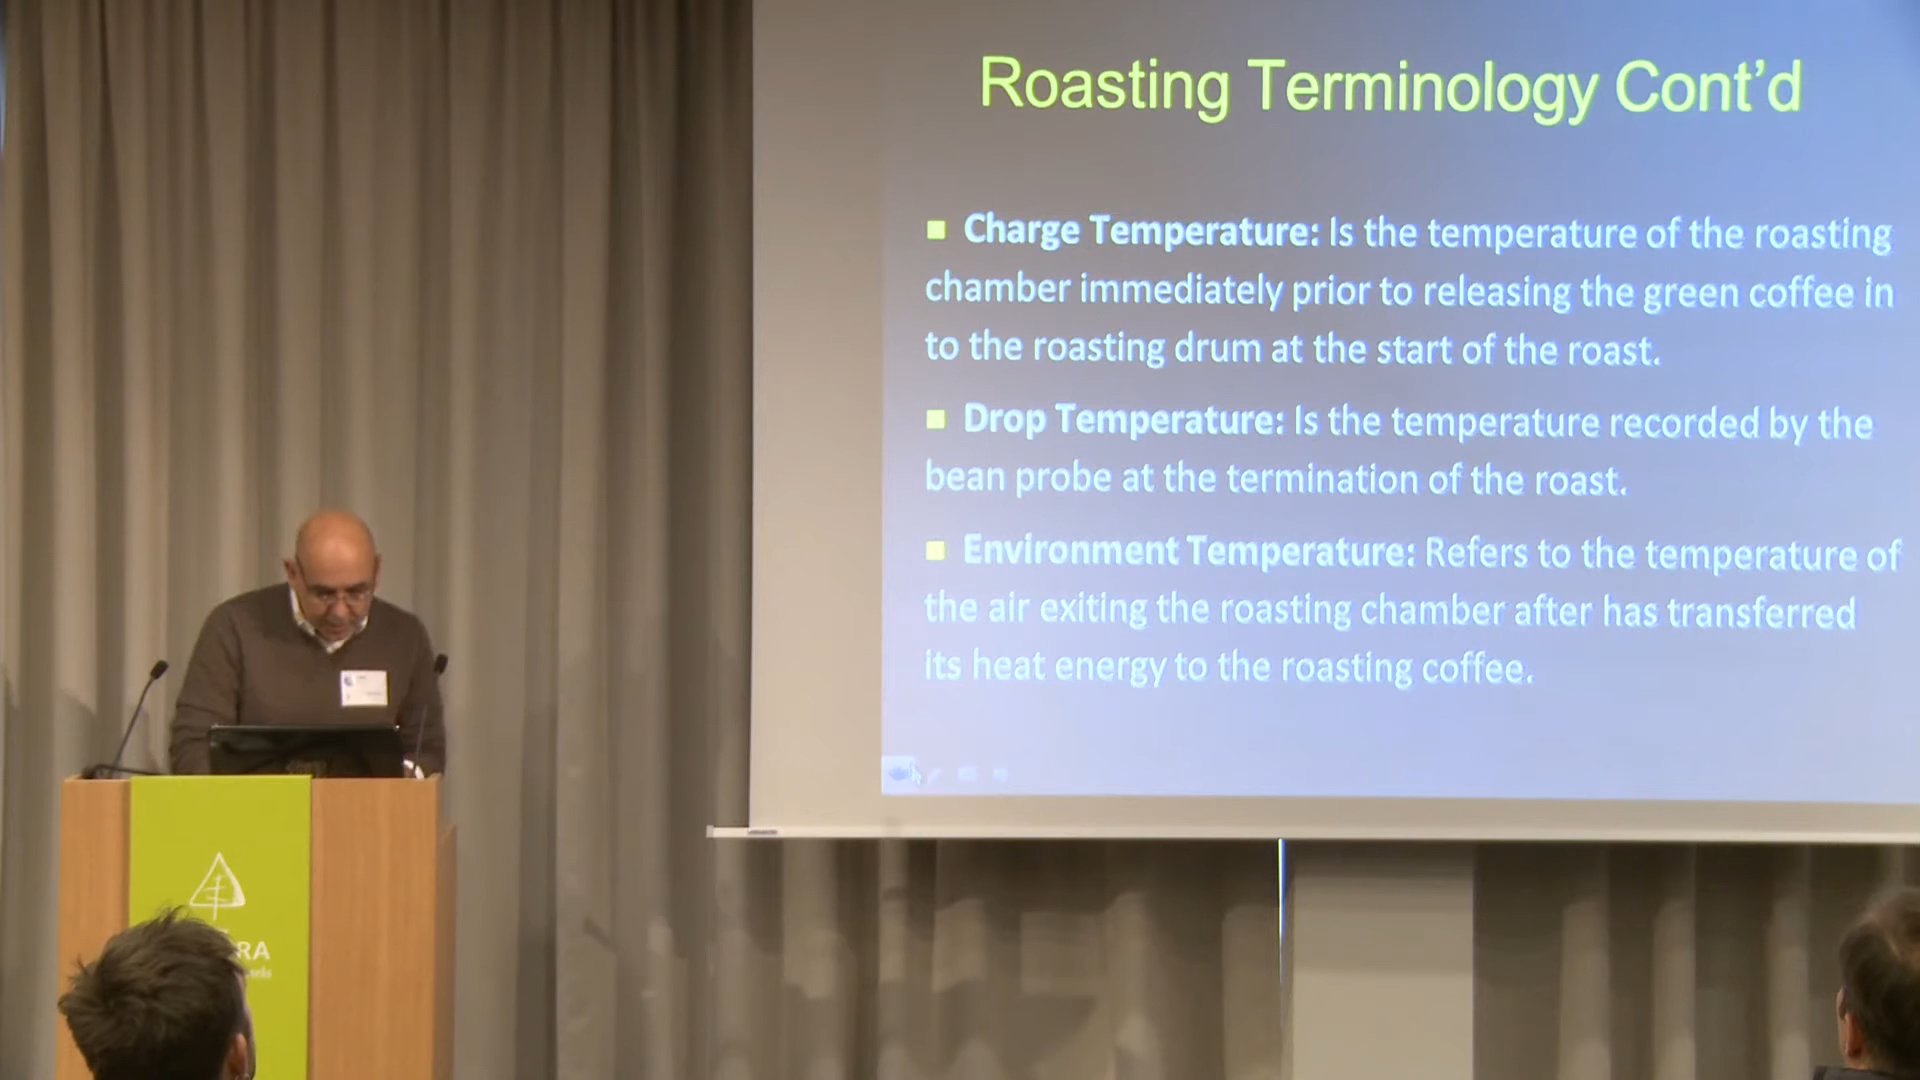 Roasting Terminology Cont'd
Charge Temperature: Is the temperature of the roasting
chamber immediately prior to releasing the green coffee in
to the roasting drum at the start of the roast.
Drop Temperature: Is the temperature recorded by the
bean probe at the termination of the roast.
Environment Temperature: Refers to the temperature of
the air exiting the roasting chamber after has transferred
its heat energy to the roasting coffee.